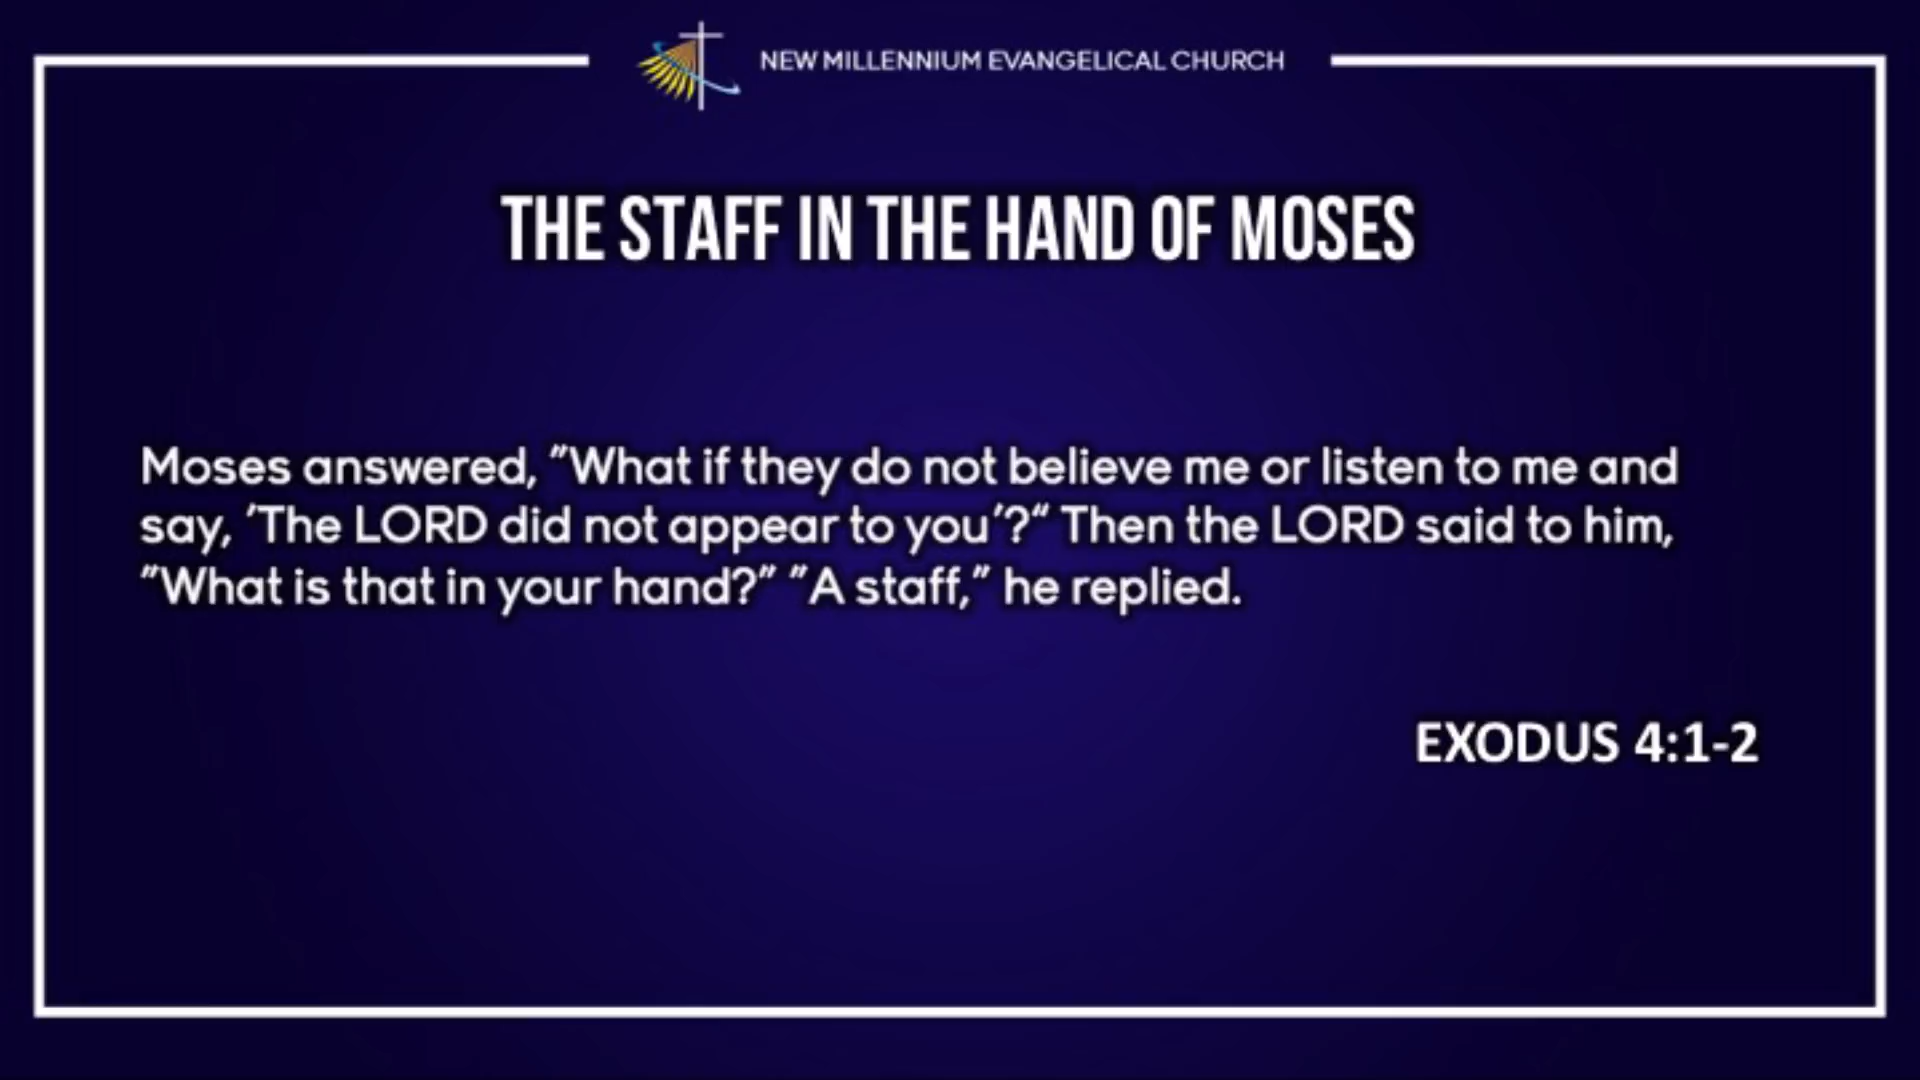 NEW MILLENNIUM EVANGELICAL CHURCH
THE STAFF IN THE HAND OF MOSES
Moses answered, "What if they do not believe me or listen to me and
say, 'The LORD did not appear to you'?“ Then the LORD said to him,
"What is that in your hand?" "A staff," he replied.
EXODUS 4:1-2